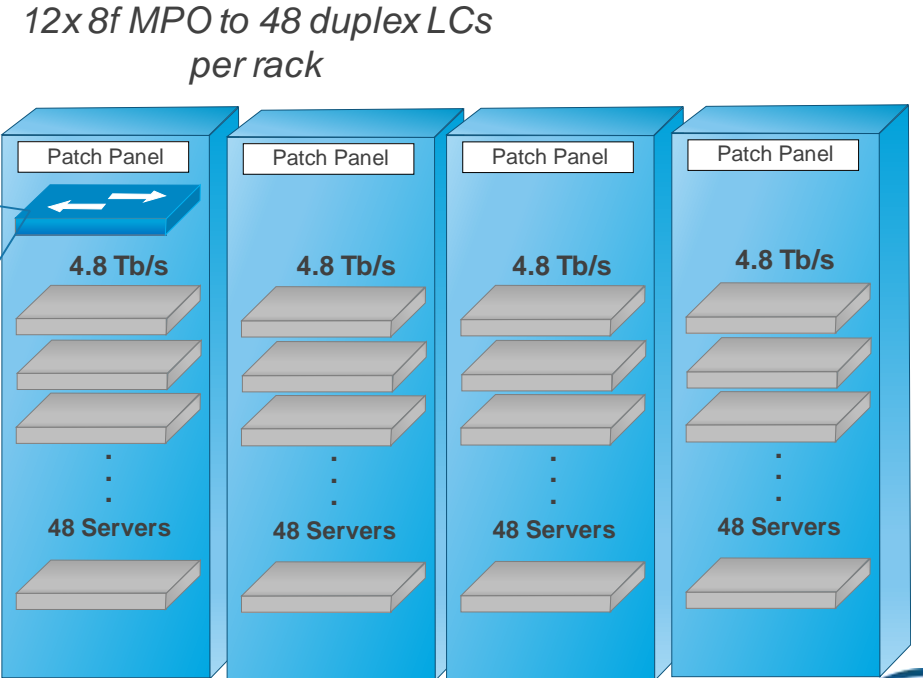 12x 8f MPO to 48 duplex LCs
per rack
Patch Panel
Patch Panel
Patch Panel
Patch Panel
4.8 Tb/s
4.8 Tb/s
4.8 Tb/s
4.8 Tb/s
48 Servers
48 Servers
48 Servers
48 Servers